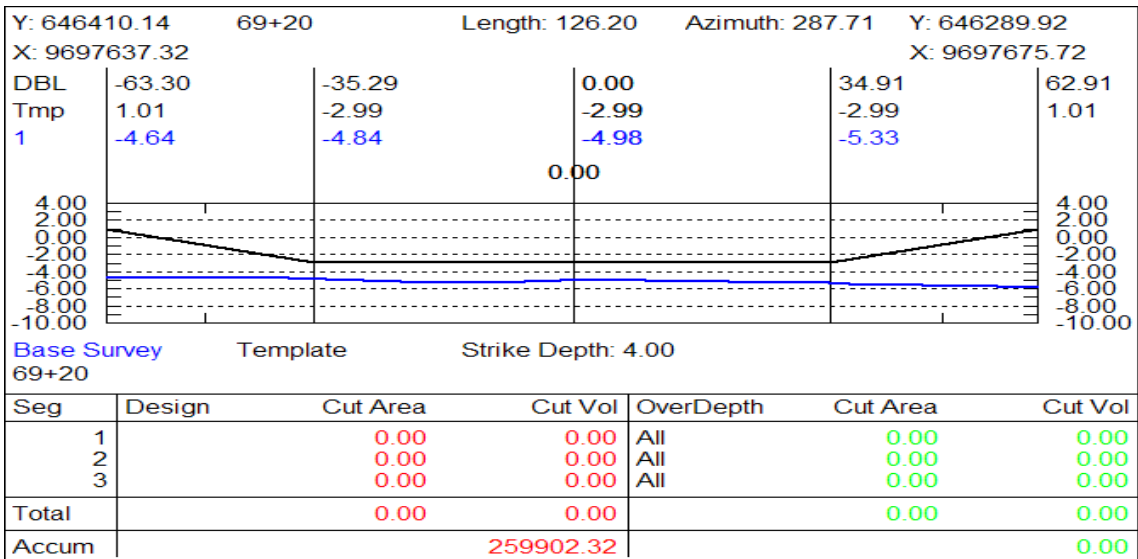 Y: 646410.14 69+20 Length: 126.20 Azimuth: 287.71 Y: 646289.92
X: 9697637.32 X: 9697675.72
DBL -63.30 -35.29 0.00 34.91 62.91
Tmp 1.01 -2.99 -2.99 -2.99 1.01
1 -4.64 -4.84 -4.98 -5.33
0.00
4.00 4.00
2.00 2.00
0.00 0.00
-2.00 -2.00
-4.00 -4.00
-6.00 -6.00
-8.00 -8.00
-10.00 -10.00
Base Survey Template Strike Depth: 4.00
69+20
Seg Design Cut Area Cut Vol OverDepth Cut Area Cut Vol
1 0.00 0.00 All 0.00 0.00
2 0.00 0.00 All 0.00 0.00
3 0.00 0.00 All 0.00 0.00
Total 0.00 0.00 0.00 0.00
Accum 259902.32 0.00